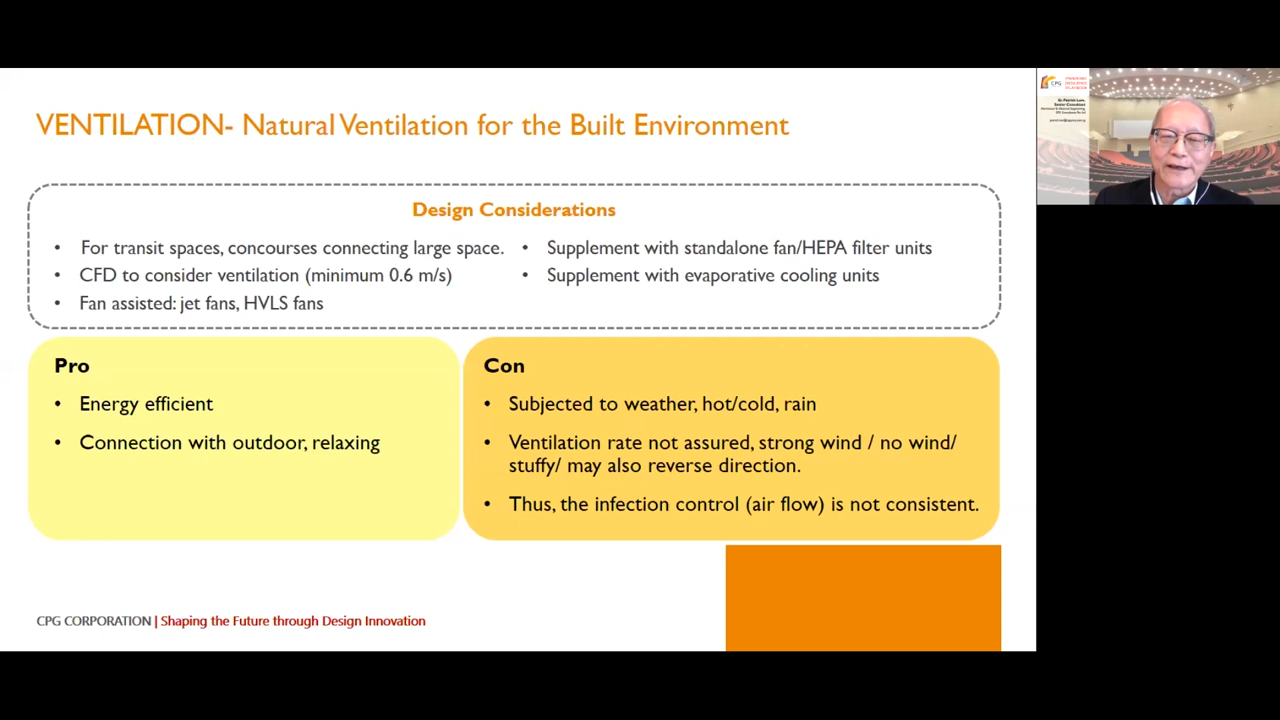 VENTILATION- Natural Ventilation for the Built Environment
Design Considerations
• For transit spaces, concourses connecting large space.
• CFD to consider ventilation (minimum 0.6 m/s)
• Fan assisted: jet fans, HVLS fans
• Supplement with standalone fan/HEPA filter units
• Supplement with evaporative cooling units
Pro
• Energy efficient
• Connection with outdoor, relaxing
Con
• Subjected to weather, hot/cold, rain
• Ventilation rate not assured, strong wind / no wind/
stuffy/ may also reverse direction.
• Thus, the infection control (air flow) is not consistent.
CPG CORPORATION | Shaping the Future through Design Innovation
CPG
Senior Consultant